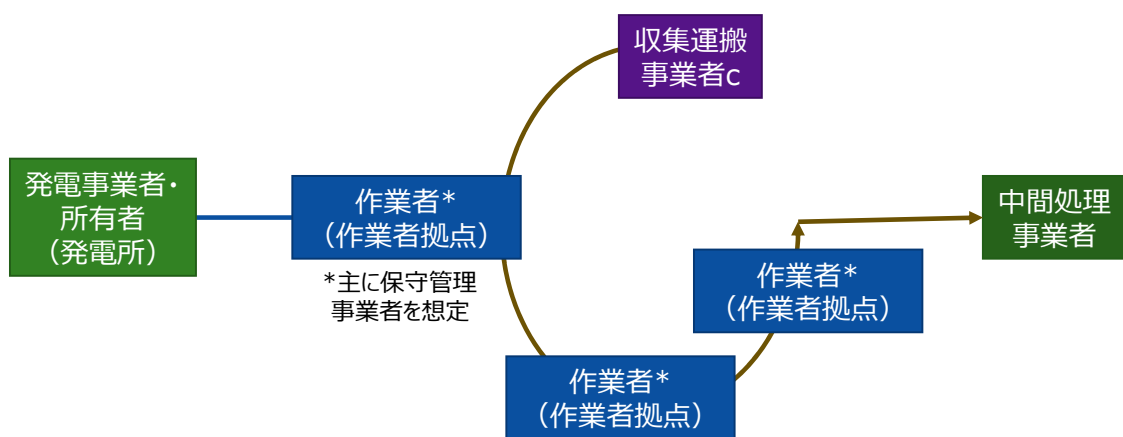 収集運搬
事業者c
発電事業者・
所有者
（発電所）
作業者*
（作業者拠点）
*主に保守管理
事業者を想定
中間処理
事業者
作業者*
（作業者拠点）
作業者*
（作業者拠点）